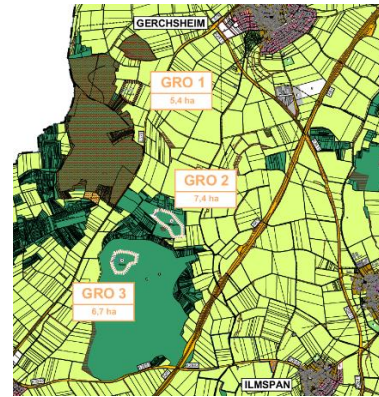 GERCHSHEIM
GRO 1
5,4 ha
GRO 2
7,4 ha
GRO 3
6,7 ha
ILMSPAN